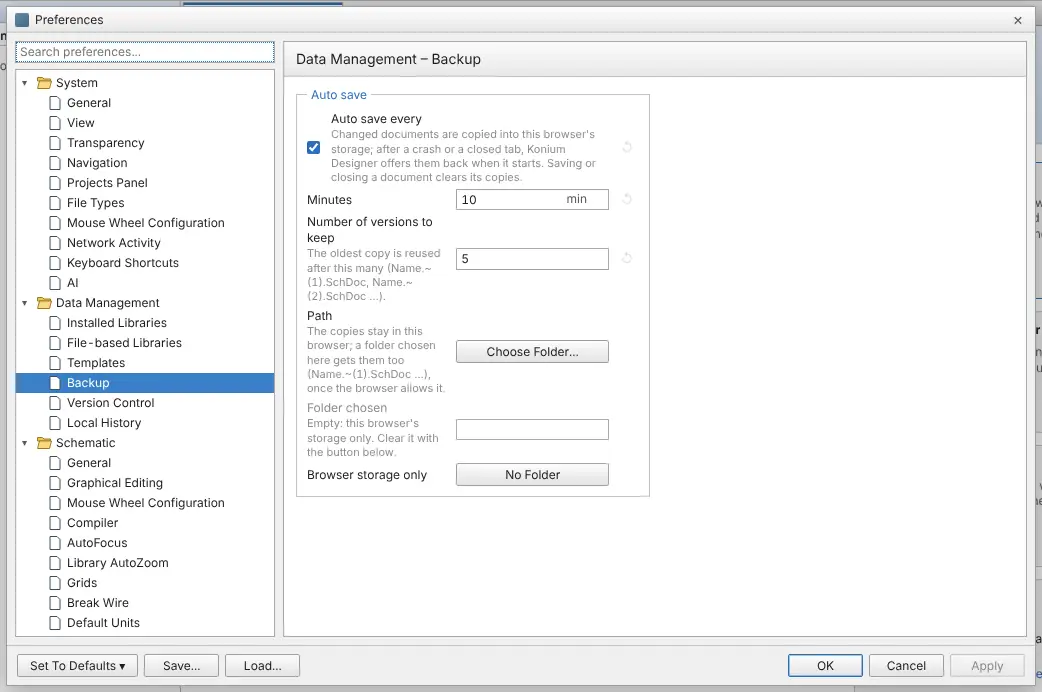 Preferences
Search preferences...
Data Management – Backup
System
General
View
Transparency
Navigation
Projects Panel
File Types
Mouse Wheel Configuration
Network Activity
Keyboard Shortcuts
AI
Data Management
Installed Libraries
File-based Libraries
Templates
Backup
Version Control
Local History
Schematic
General
Graphical Editing
Mouse Wheel Configuration
Compiler
AutoFocus
Library AutoZoom
Grids
Break Wire
Default Units
Auto save
Auto save every
Changed documents are copied into this browser's
storage; after a crash or a closed tab, Konium
Designer offers them back when it starts. Saving or
closing a document clears its copies.
Minutes
10 min
Number of versions to
keep
The oldest copy is reused
after this many (Name.~
(1).SchDoc, Name.~
(2).SchDoc ...).
5
Path
The copies stay in this
browser; a folder chosen
here gets them too
(Name.~(1).SchDoc ...),
once the browser allows it.
Choose Folder...
Folder chosen
Empty: this browser's
storage only. Clear it with
the button below.
Browser storage only
No Folder
Set To Defaults ▾
Save...
Load...
OK
Cancel
Apply